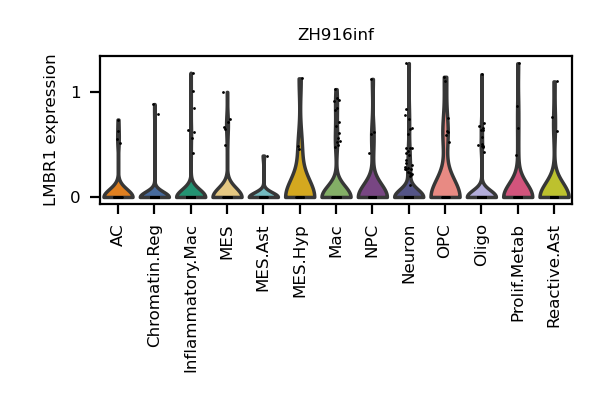 ZH916inf
LMBR1 expression
1
0
AC
Chromatin.Reg
Inflammatory.Mac
MES
MES.Ast
MES.Hyp
Mac
NPC
Neuron
OPC
Oligo
Prolif.Metab
Reactive.Ast